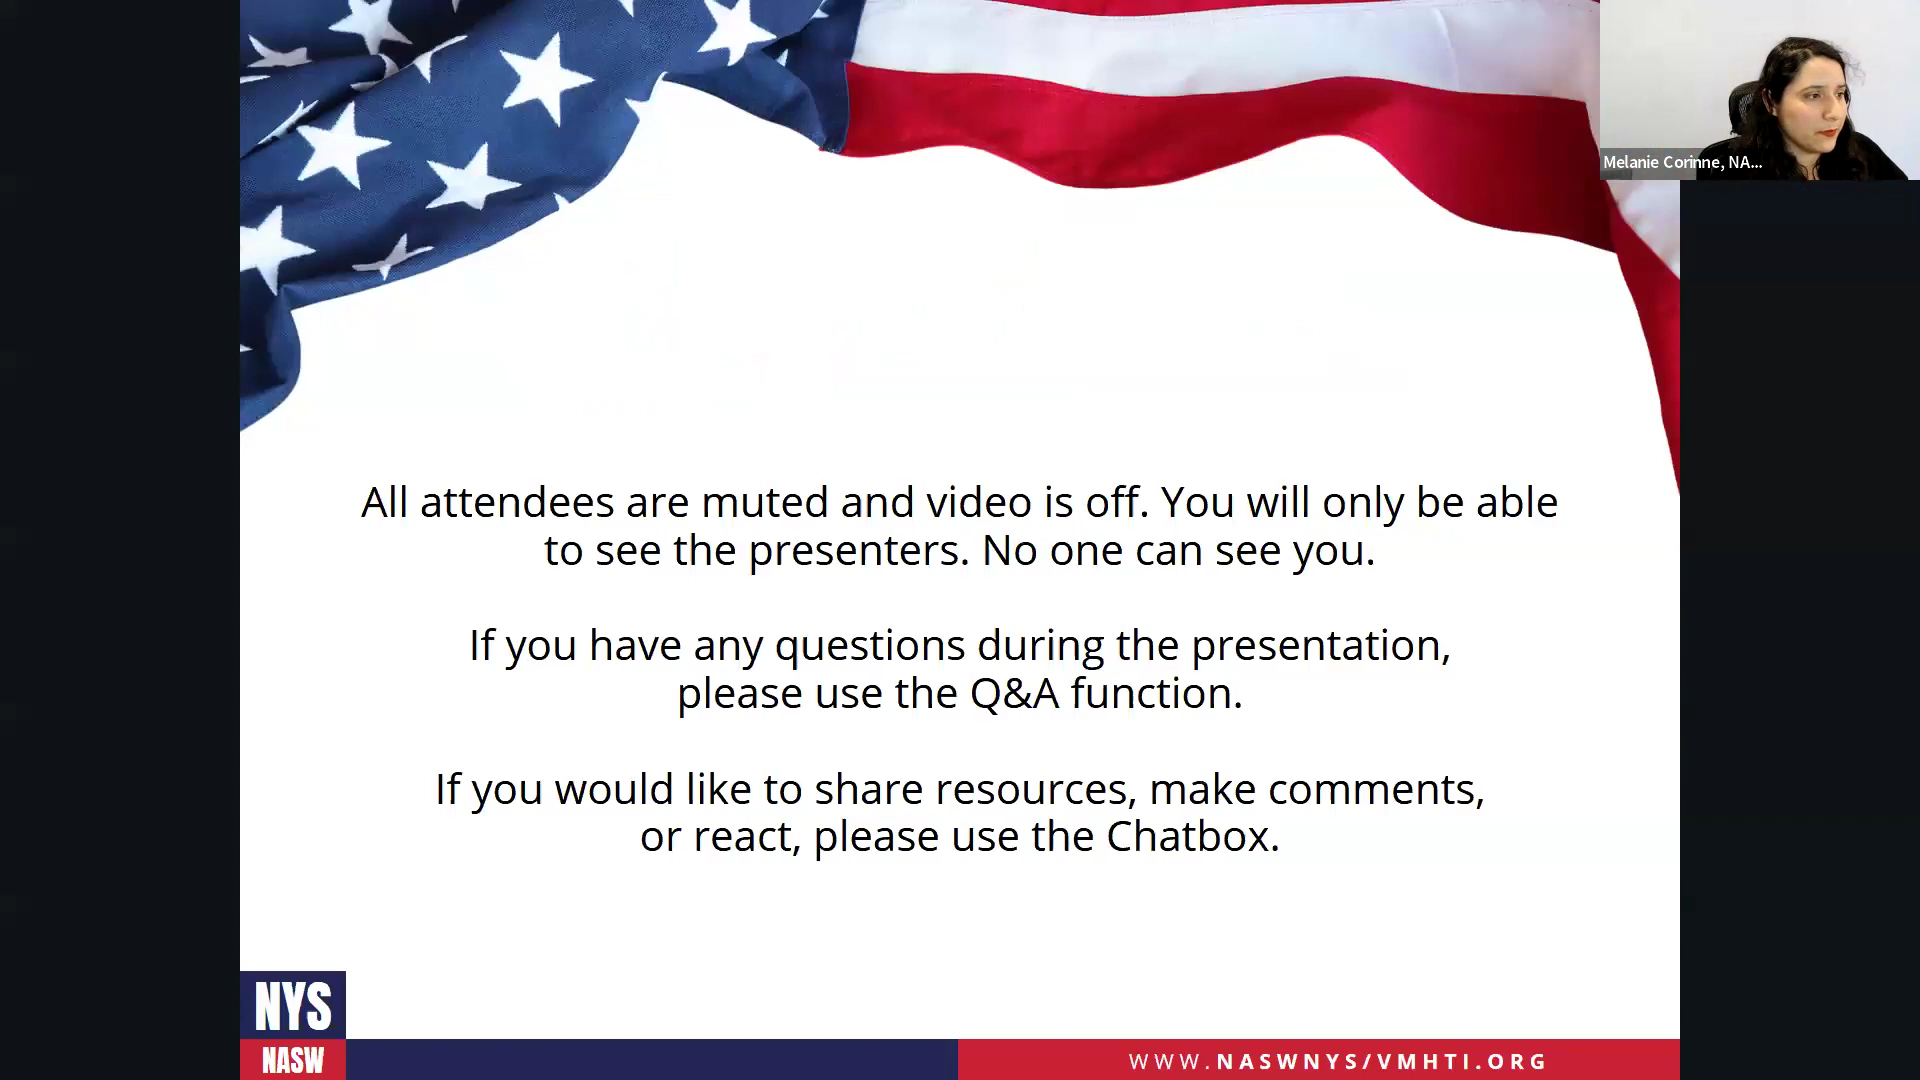 Melanie Corinne, NA...
All attendees are muted and video is off. You will only be able
to see the presenters. No one can see you.
If you have any questions during the presentation,
please use the Q&A function.
If you would like to share resources, make comments,
or react, please use the Chatbox.
NYS
NASW
WWW.NASWNYS/VMHTI.ORG